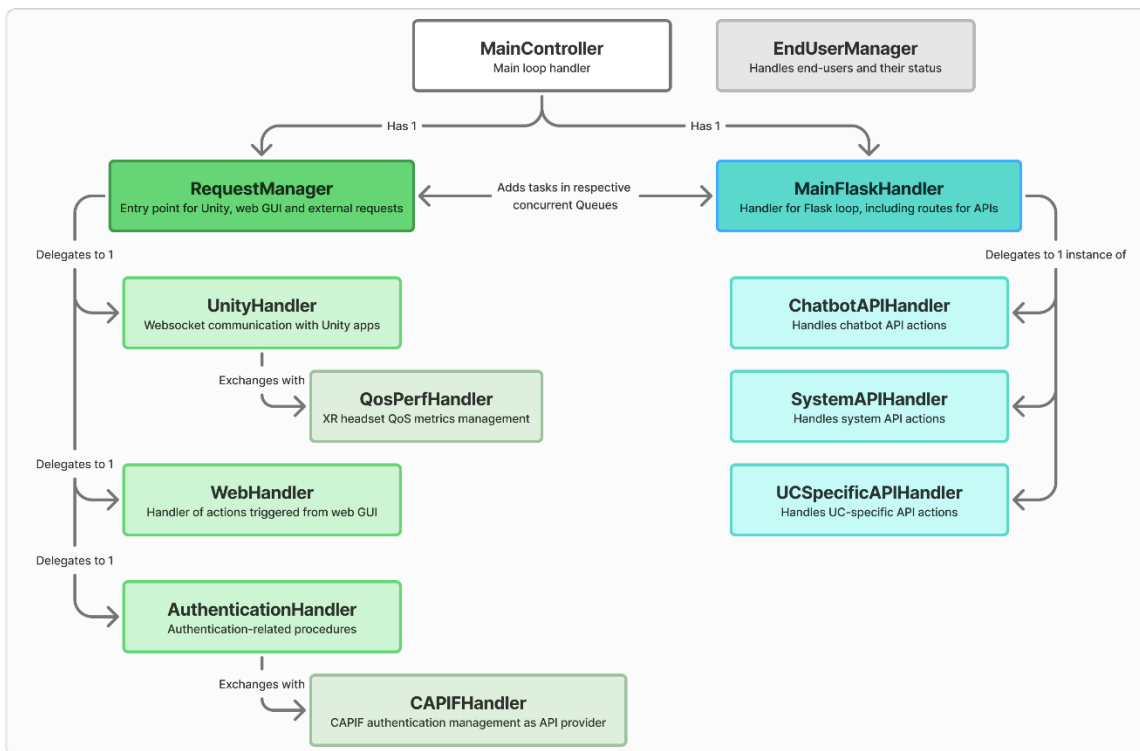 MainController
Main loop handler
EndUserManager
Handles end-users and their status
Has 1
Has 1
RequestManager
Entry point for Unity, web GUI and external requests
Adds tasks in respective
concurrent Queues
MainFlaskHandler
Handler for Flask loop, including routes for APIs
Delegates to 1
Delegates to 1 instance of
UnityHandler
Websocket communication with Unity apps
ChatbotAPIHandler
Handles chatbot API actions
Exchanges with
QosPerfHandler
XR headset QoS metrics management
SystemAPIHandler
Handles system API actions
Delegates to 1
WebHandler
Handler of actions triggered from web GUI
UCSpecificAPIHandler
Handles UC-specific API actions
Delegates to 1
AuthenticationHandler
Authentication-related procedures
Exchanges with
CAPIFHandler
CAPIF authentication management as API provider